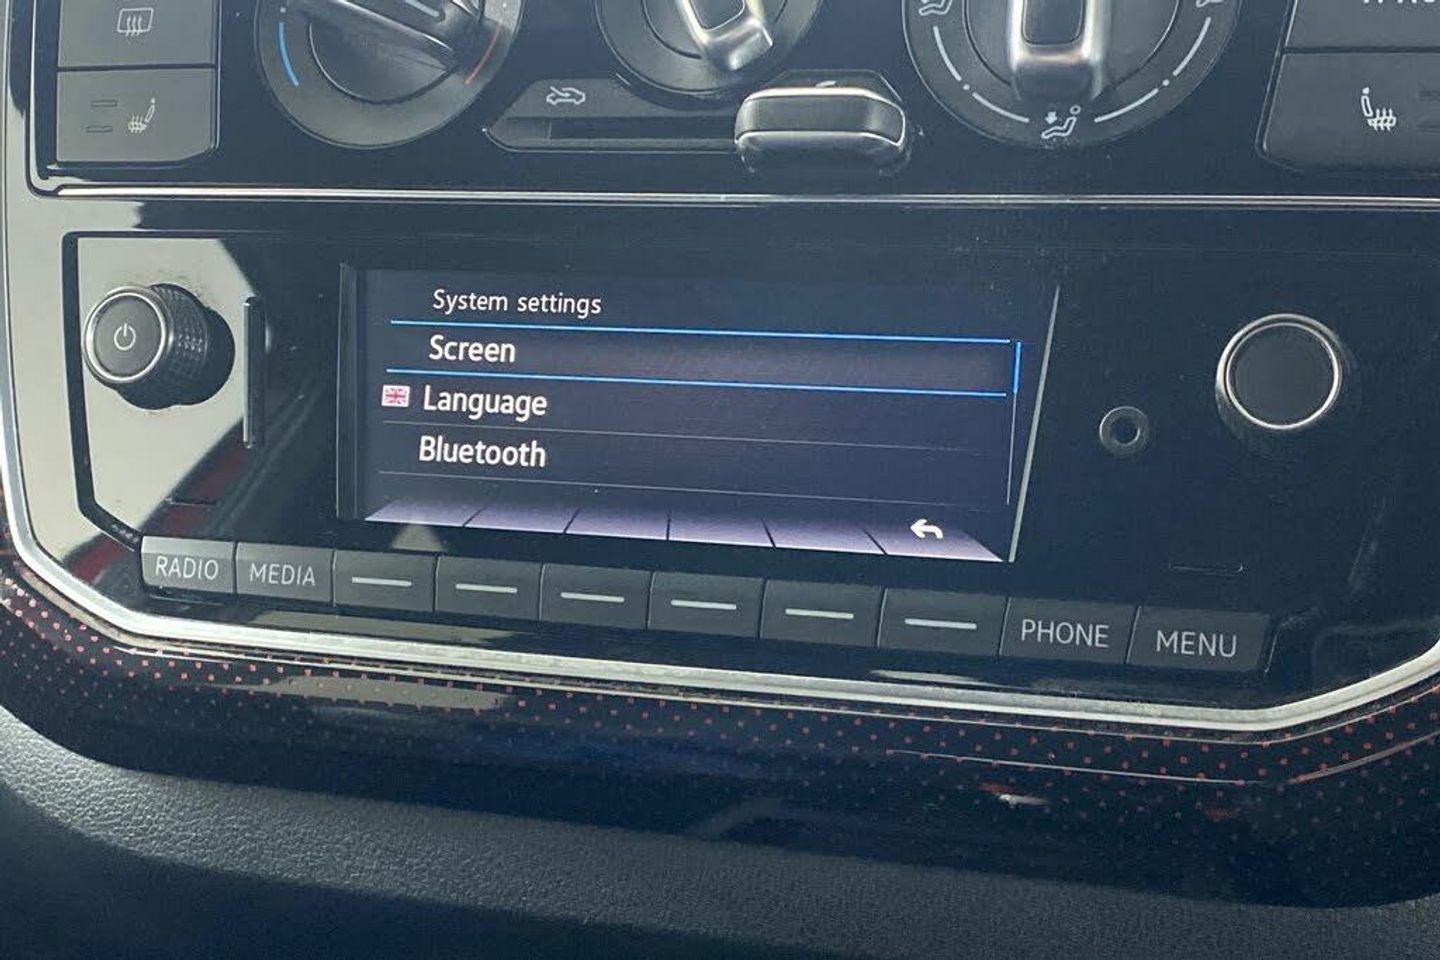 System settings
Screen
Language
Bluetooth
RADIO
MEDIA
PHONE
MENU